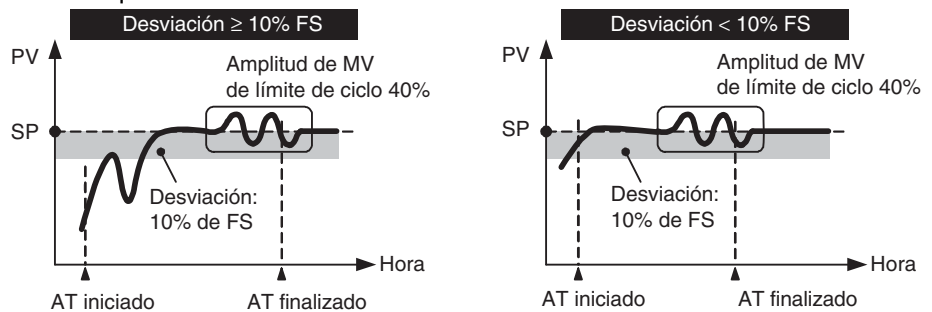 Desviación ≥ 10% FS
PV
Amplitud de MV
de límite de ciclo 40%
SP
Desviación:
10% de FS
Hora
AT iniciado
AT finalizado
Desviación < 10% FS
PV
Amplitud de MV
de límite de ciclo 40%
SP
Desviación:
10% de FS
Hora
AT iniciado
AT finalizado